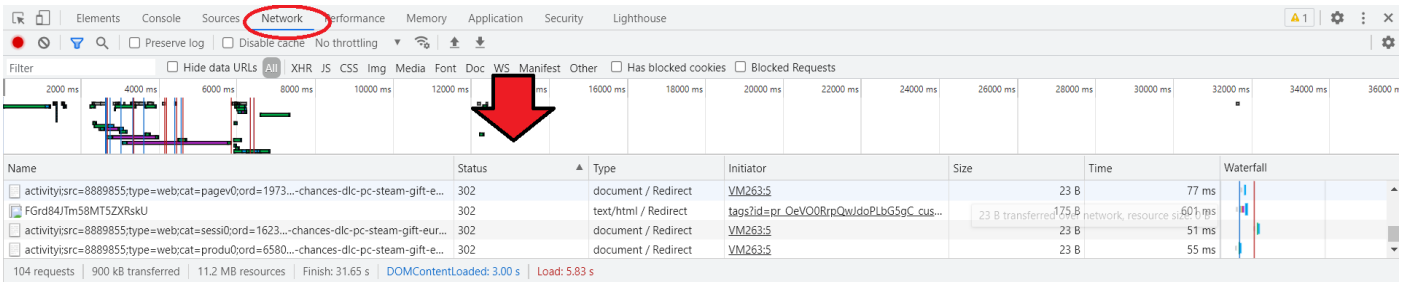 Elements Console Sources Network Performance Memory Application Security Lighthouse 1
Preserve log Disable cache No throttling
Filter Hide data URLs All XHR JS CSS Img Media Font Doc WS Manifest Other Has blocked cookies Blocked Requests
2000 ms 4000 ms 6000 ms 8000 ms 10000 ms 12000 ms ms 16000 ms 18000 ms 20000 ms 22000 ms 24000 ms 26000 ms 28000 ms 30000 ms 32000 ms 34000 ms 36000 m
Name Status Type Initiator Size Time Waterfall
activityi;src=8889855;type=web;cat=pagev0;ord=1973...-chances-dlc-pc-steam-gift-e... 302 document / Redirect VM263:5 23 B 77 ms
FGrd84JTm58MT5ZXRskU 302 text/html / Redirect tags?id=pr_OeVO0RrpQwJdoPLbG5gC_cus... 175 B 601 ms
23 B transferred over network, resource size: 0 B
activityi;src=8889855;type=web;cat=sessi0;ord=1623...-chances-dlc-pc-steam-gift-eur... 302 document / Redirect VM263:5 23 B 51 ms
activityi;src=8889855;type=web;cat=produ0;ord=6580...-chances-dlc-pc-steam-gift-eur... 302 document / Redirect VM263:5 23 B 55 ms
104 requests 900 kB transferred 11.2 MB resources Finish: 31.65 s DOMContentLoaded: 3.00 s Load: 5.83 s